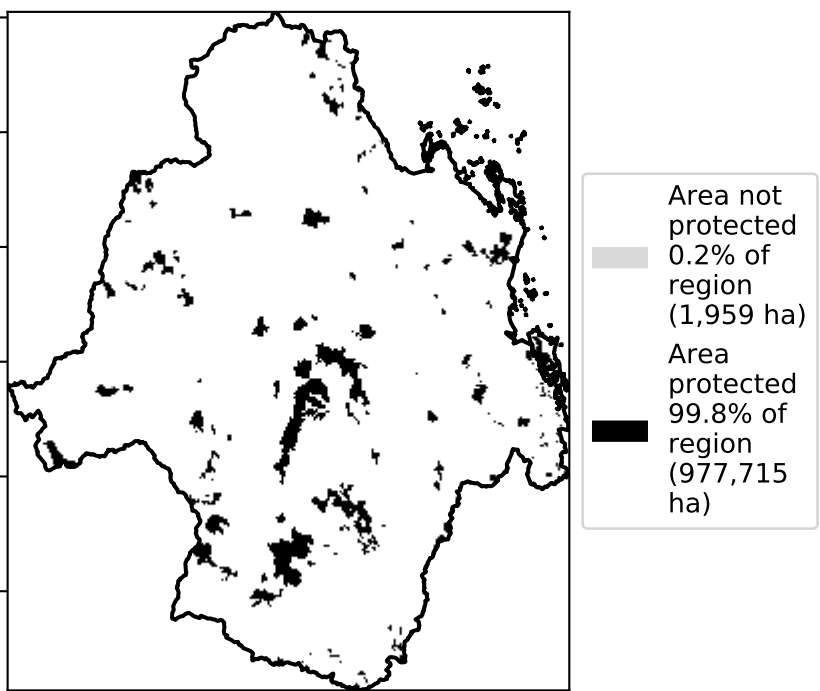 Area not
protected
0.2% of
region
(1,959 ha)
Area
protected
99.8% of
region
(977,715
ha)